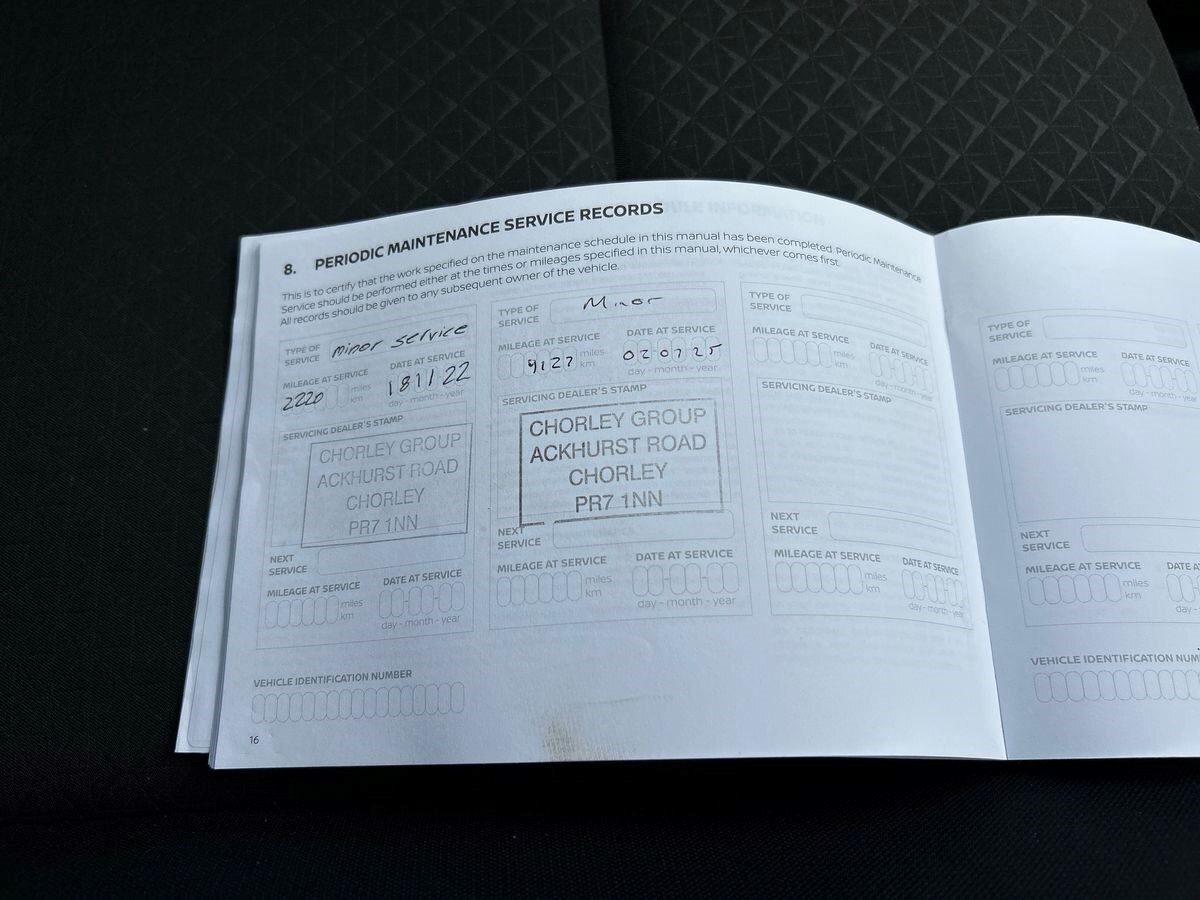 8. PERIODIC MAINTENANCE SERVICE RECORDS
This is to certify that the work specified on the maintenance schedule in this manual has been completed. Periodic Maintenance
Service should be performed either at the times or mileages specified in this manual, whichever comes first.
All records should be given to any subsequent owner of the vehicle.
TYPE OF
SERVICE
minor service
MILEAGE AT SERVICE
DATE AT SERVICE
2220
miles
km
181122
day - month - year
SERVICING DEALER'S STAMP
CHORLEY GROUP
ACKHURST ROAD
CHORLEY
PR7 1NN
NEXT
SERVICE
MILEAGE AT SERVICE
DATE AT SERVICE
miles
km
day - month - year
TYPE OF
SERVICE
Minor
MILEAGE AT SERVICE
DATE AT SERVICE
9127
miles
km
020725
day - month - year
SERVICING DEALER'S STAMP
CHORLEY GROUP
ACKHURST ROAD
CHORLEY
PR7 1NN
NEXT
SERVICE
MILEAGE AT SERVICE
DATE AT SERVICE
miles
km
day - month - year
TYPE OF
SERVICE
MILEAGE AT SERVICE
DATE AT SERVICE
miles
km
day - month - year
SERVICING DEALER'S STAMP
NEXT
SERVICE
MILEAGE AT SERVICE
DATE AT SERVICE
miles
km
day - month - year
VEHICLE IDENTIFICATION NUMBER
16
TYPE OF
SERVICE
MILEAGE AT SERVICE
DATE AT SERVICE
miles
km
day - month - year
SERVICING DEALER'S STAMP
NEXT
SERVICE
MILEAGE AT SERVICE
DATE AT
miles
km
day -
VEHICLE IDENTIFICATION NUM